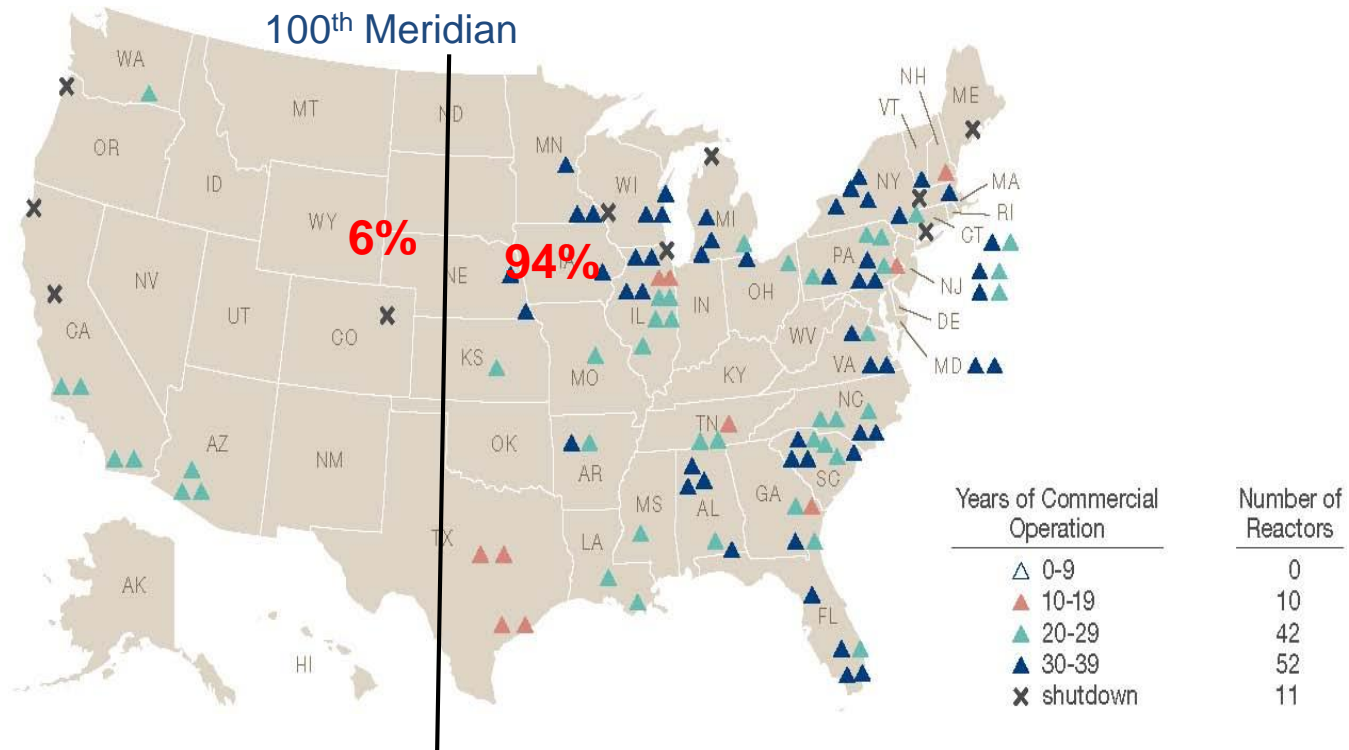 100th Meridian
WA
MT
ND
OR
ID
WY
6%
MN
WI
MI
NH
VT
ME
NY
MA
RI
CT
94%
NE
IA
PA
NJ
NV
UT
CO
CA
IL
IN
OH
DE
WV
MD
KS
MO
KY
VA
AZ
NM
OK
AR
TN
NC
SC
MS
AL
GA
TX
LA
FL
AK
HI
Years of Commercial Operation
Number of Reactors
0-9 0
10-19 10
20-29 42
30-39 52
shutdown 11